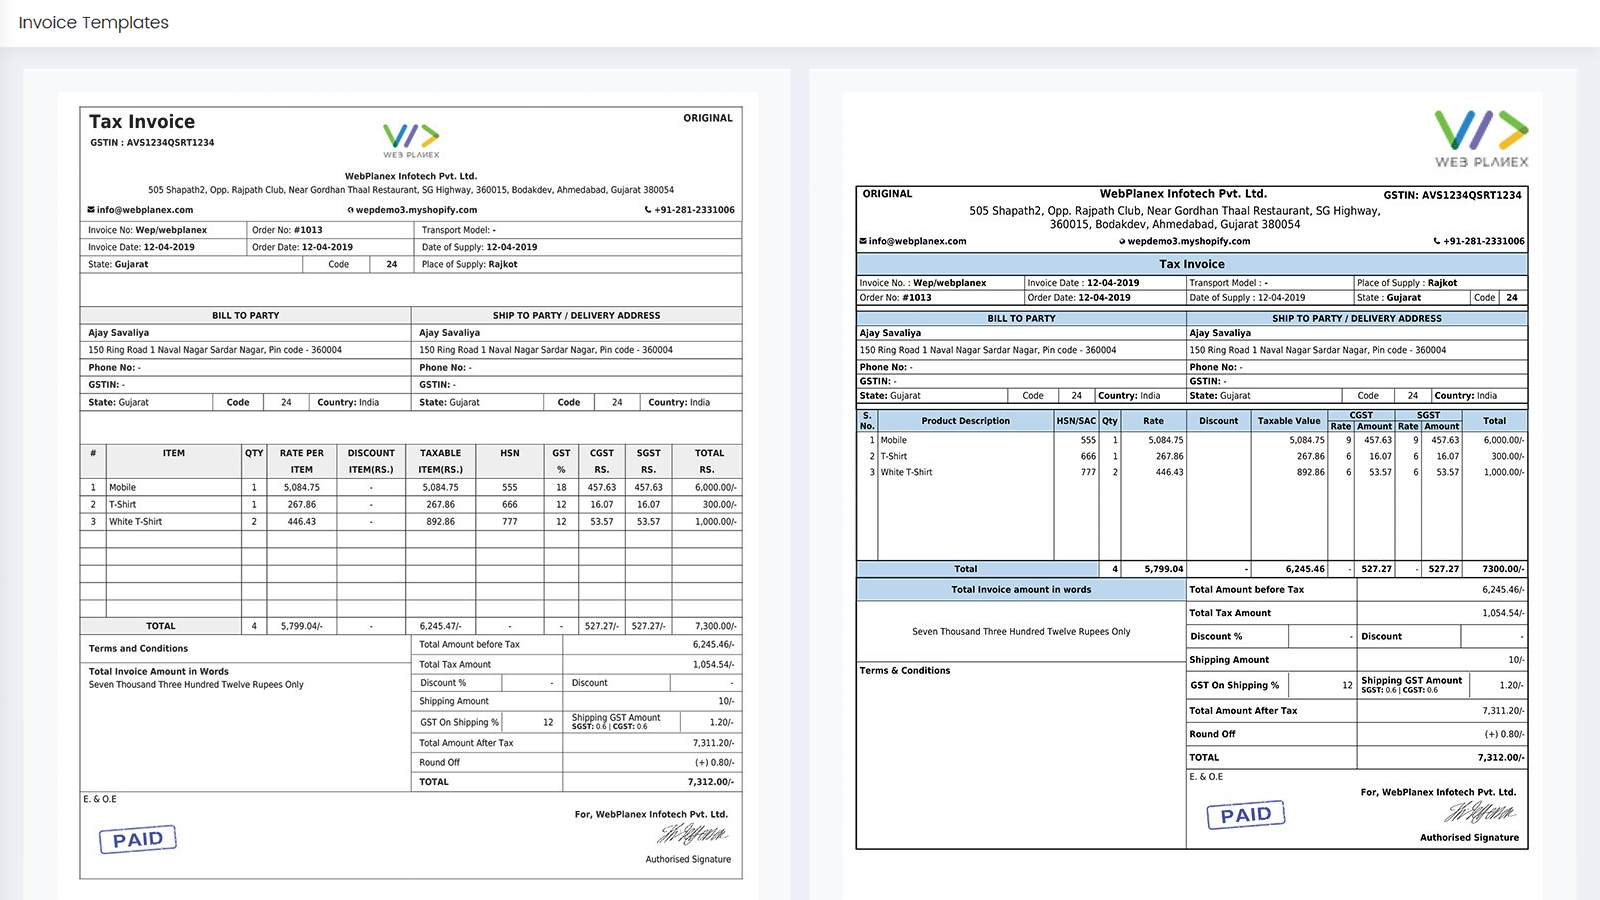 Invoice Templates
Tax Invoice
ORIGINAL
GSTIN : AVS1234QSRT1234
WEB PLANEX
WebPlanex Infotech Pvt. Ltd.
505 Shapath2, Opp. Rajpath Club, Near Gordhan Thaal Restaurant, SG Highway, 360015, Bodakdev, Ahmedabad, Gujarat 380054
info@webplanex.com wepdemo3.myshopify.com +91-281-2331006
Invoice No: Wep/webplanex Order No: #1013 Transport Model: -
Invoice Date: 12-04-2019 Order Date: 12-04-2019 Date of Supply: 12-04-2019
State: Gujarat Code 24 Place of Supply: Rajkot
BILL TO PARTY SHIP TO PARTY / DELIVERY ADDRESS
Ajay Savaliya Ajay Savaliya
150 Ring Road 1 Naval Nagar Sardar Nagar, Pin code - 360004 150 Ring Road 1 Naval Nagar Sardar Nagar, Pin code - 360004
Phone No: - Phone No: -
GSTIN: - GSTIN: -
State: Gujarat Code 24 Country: India State: Gujarat Code 24 Country: India
# ITEM QTY RATE PER DISCOUNT TAXABLE HSN GST CGST SGST TOTAL
ITEM ITEM(RS.) ITEM(RS.) % RS. RS. RS.
1 Mobile 1 5,084.75 - 5,084.75 555 18 457.63 457.63 6,000.00/-
2 T-Shirt 1 267.86 - 267.86 666 12 16.07 16.07 300.00/-
3 White T-Shirt 2 446.43 - 892.86 777 12 53.57 53.57 1,000.00/-
TOTAL 4 5,799.04/- - 6,245.47/- - - 527.27/- 527.27/- 7,300.00/-
Terms and Conditions
Total Invoice Amount in Words
Seven Thousand Three Hundred Twelve Rupees Only
Total Amount before Tax 6,245.46/-
Total Tax Amount 1,054.54/-
Discount % - Discount -
Shipping Amount 10/-
GST On Shipping % 12 Shipping GST Amount 1.20/-
SGST: 0.6 | CGST: 0.6
Total Amount After Tax 7,311.20/-
Round Off (+) 0.80/-
TOTAL 7,312.00/-
E. & O.E
For, WebPlanex Infotech Pvt. Ltd.
PAID
Authorised Signature
WEB PLANEX
ORIGINAL WebPlanex Infotech Pvt. Ltd. GSTIN: AVS1234QSRT1234
505 Shapath2, Opp. Rajpath Club, Near Gordhan Thaal Restaurant, SG Highway,
360015, Bodakdev, Ahmedabad, Gujarat 380054
info@webplanex.com wepdemo3.myshopify.com +91-281-2331006
Tax Invoice
Invoice No. : Wep/webplanex Invoice Date : 12-04-2019 Transport Model : - Place of Supply : Rajkot
Order No: #1013 Order Date: 12-04-2019 Date of Supply : 12-04-2019 State : Gujarat Code 24
BILL TO PARTY SHIP TO PARTY / DELIVERY ADDRESS
Ajay Savaliya Ajay Savaliya
150 Ring Road 1 Naval Nagar Sardar Nagar, Pin code - 360004 150 Ring Road 1 Naval Nagar Sardar Nagar, Pin code - 360004
Phone No: - Phone No: -
GSTIN: - GSTIN: -
State: Gujarat Code 24 Country: India State: Gujarat Code 24 Country: India
S. No. Product Description HSN/SAC Qty Rate Discount Taxable Value CGST SGST Total
Rate Amount Rate Amount
1 Mobile 555 1 5,084.75 5,084.75 9 457.63 9 457.63 6,000.00/-
2 T-Shirt 666 1 267.86 267.86 6 16.07 6 16.07 300.00/-
3 White T-Shirt 777 2 446.43 892.86 6 53.57 6 53.57 1,000.00/-
Total 4 5,799.04 - 6,245.46 - 527.27 - 527.27 7300.00/-
Total Invoice amount in words
Seven Thousand Three Hundred Twelve Rupees Only
Terms & Conditions
Total Amount before Tax 6,245.46/-
Total Tax Amount 1,054.54/-
Discount % - Discount -
Shipping Amount 10/-
GST On Shipping % 12 Shipping GST Amount 1.20/-
SGST: 0.6 | CGST: 0.6
Total Amount After Tax 7,311.20/-
Round Off (+) 0.80/-
TOTAL 7,312.00/-
E. & O.E
For, WebPlanex Infotech Pvt. Ltd.
PAID
Authorised Signature